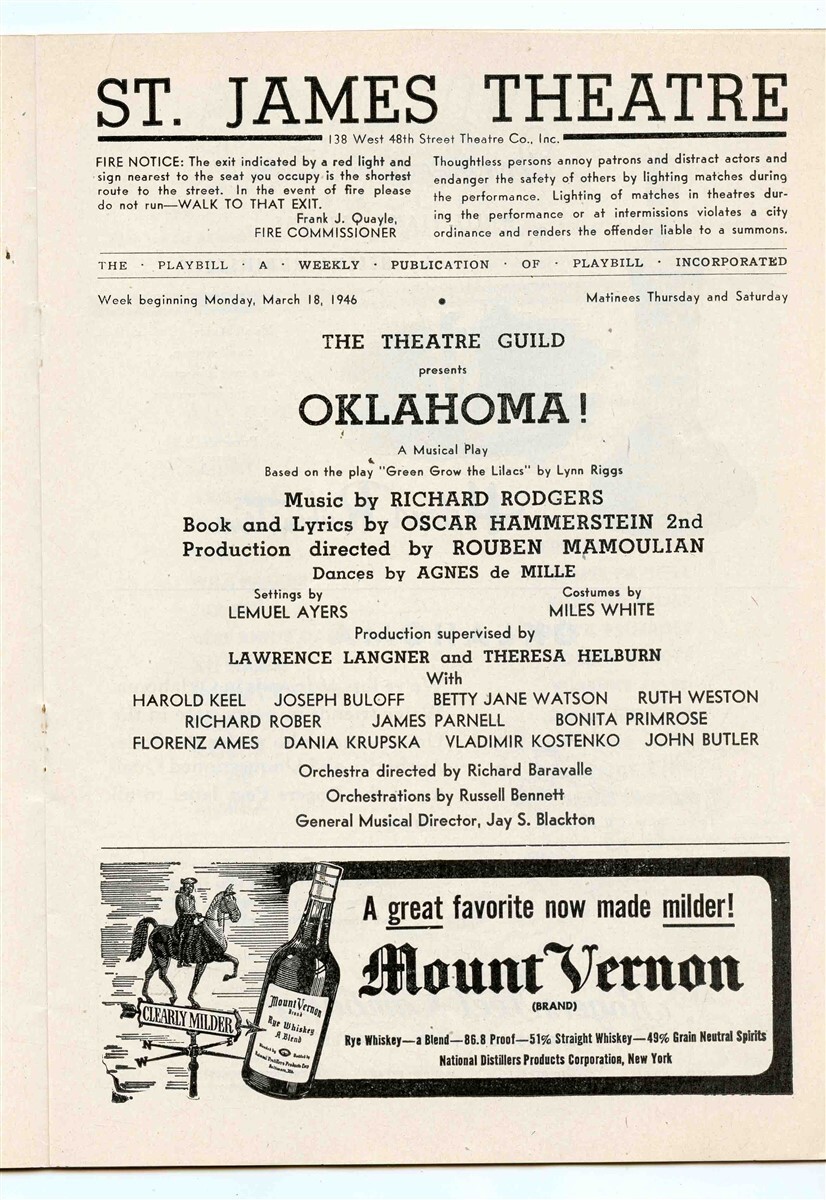 ST. JAMES THEATRE
138 West 48th Street Theatre Co., Inc.
FIRE NOTICE: The exit indicated by a red light and
sign nearest to the seat you occupy is the shortest
route to the street. In the event of fire please
do not run—WALK TO THAT EXIT.
Frank J. Quayle,
FIRE COMMISSIONER
Thoughtless persons annoy patrons and distract actors and
endanger the safety of others by lighting matches during
the performance. Lighting of matches in theatres dur-
ing the performance or at intermissions violates a city
ordinance and renders the offender liable to a summons.
THE · PLAYBILL · A · WEEKLY · PUBLICATION · OF · PLAYBILL · INCORPORATED
Week beginning Monday, March 18, 1946 • Matinees Thursday and Saturday
THE THEATRE GUILD
presents
OKLAHOMA!
A Musical Play
Based on the play "Green Grow the Lilacs" by Lynn Riggs
Music by RICHARD RODGERS
Book and Lyrics by OSCAR HAMMERSTEIN 2nd
Production directed by ROUBEN MAMOULIAN
Dances by AGNES de MILLE
Settings by
LEMUEL AYERS
Costumes by
MILES WHITE
Production supervised by
LAWRENCE LANGNER and THERESA HELBURN
With
HAROLD KEEL JOSEPH BULOFF BETTY JANE WATSON RUTH WESTON
RICHARD ROBER JAMES PARNELL BONITA PRIMROSE
FLORENZ AMES DANIA KRUPSKA VLADIMIR KOSTENKO JOHN BUTLER
Orchestra directed by Richard Baravalle
Orchestrations by Russell Bennett
General Musical Director, Jay S. Blackton
CLEARLY MILDER
N
E
W
Mount Vernon
Brand
Rye Whiskey
A Blend
National Distillers Products Corp.
Baltimore, Md.
A great favorite now made milder!
Mount Vernon
(BRAND)
Rye Whiskey—a Blend—86.8 Proof—51% Straight Whiskey—49% Grain Neutral Spirits
National Distillers Products Corporation, New York